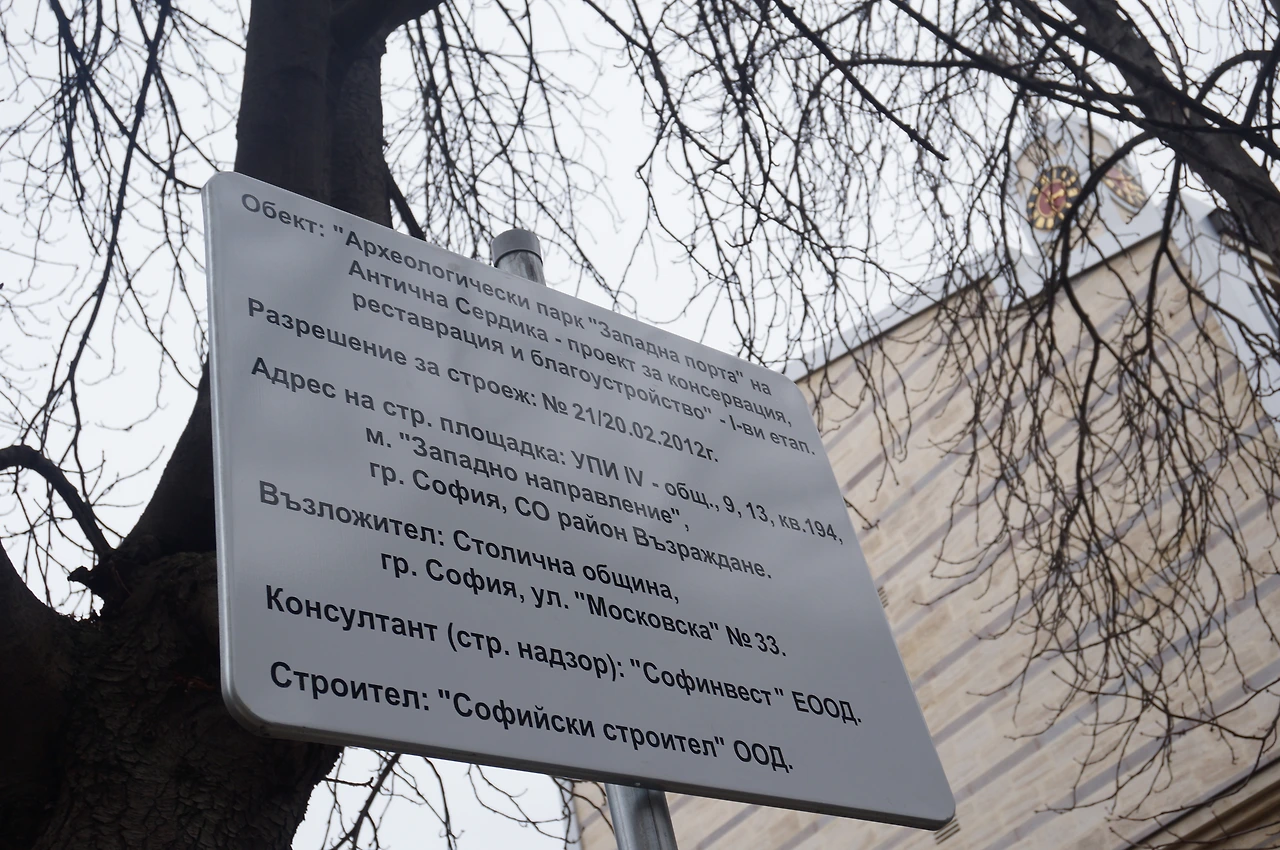 Обект: "Археологически парк "Западна порта" на
Антична Сердика - проект за консервация,
реставрация и благоустройство" - I-ви етап.
Разрешение за строеж: № 21/20.02.2012г.
Адрес на стр. площадка: УПИ IV - общ., 9, 13, кв.194,
м. "Западно направление",
гр. София, СО район Възраждане.
Възложител: Столична община,
гр. София, ул. "Московска" № 33.
Консултант (стр. надзор): "Софинвест" ЕООД.
Строител: "Софийски строител" ООД.